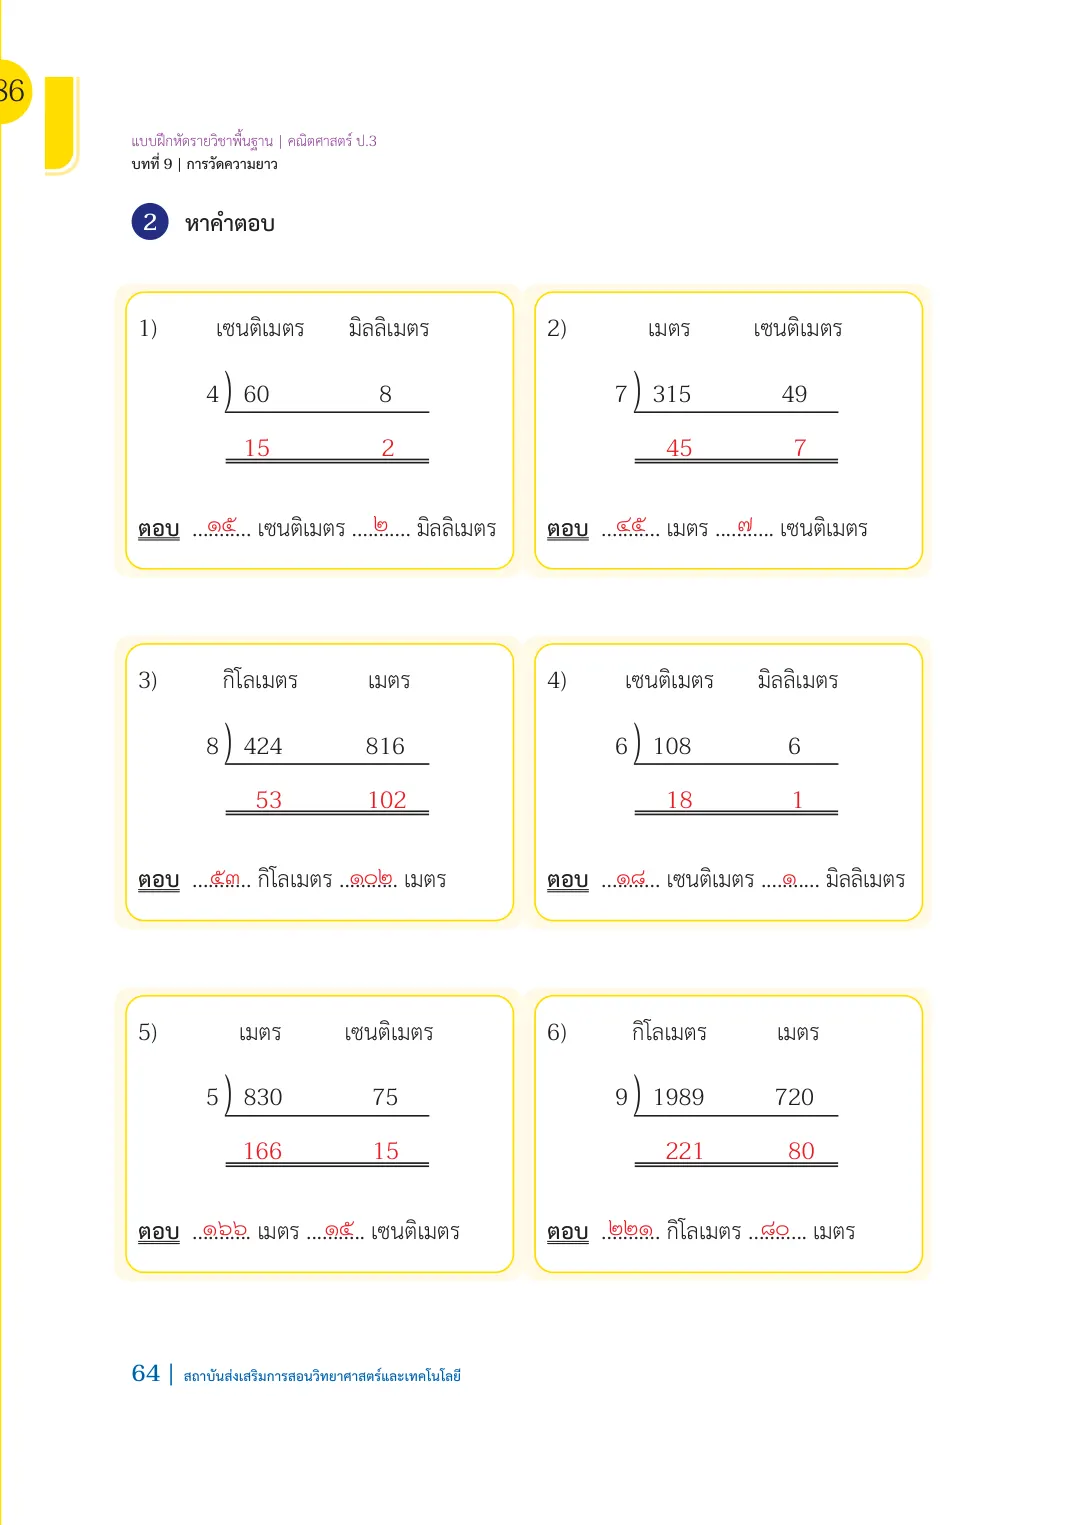 86
แบบฝึกหัดรายวิชาพื้นฐาน | คณิตศาสตร์ ป.3
บทที่ 9 | การวัดความยาว
2 หาคำตอบ
1) เซนติเมตร มิลลิเมตร
4 ) 60 8
15 2
ตอบ ...๑๕... เซนติเมตร ...๒... มิลลิเมตร
2) เมตร เซนติเมตร
7 ) 315 49
45 7
ตอบ ...๔๕... เมตร ...๗... เซนติเมตร
3) กิโลเมตร เมตร
8 ) 424 816
53 102
ตอบ ...๕๓... กิโลเมตร ...๑๐๒... เมตร
4) เซนติเมตร มิลลิเมตร
6 ) 108 6
18 1
ตอบ ...๑๘... เซนติเมตร ...๑... มิลลิเมตร
5) เมตร เซนติเมตร
5 ) 830 75
166 15
ตอบ ...๑๖๖... เมตร ...๑๕... เซนติเมตร
6) กิโลเมตร เมตร
9 ) 1989 720
221 80
ตอบ ...๒๒๑... กิโลเมตร ...๘๐... เมตร
64 | สถาบันส่งเสริมการสอนวิทยาศาสตร์และเทคโนโลยี